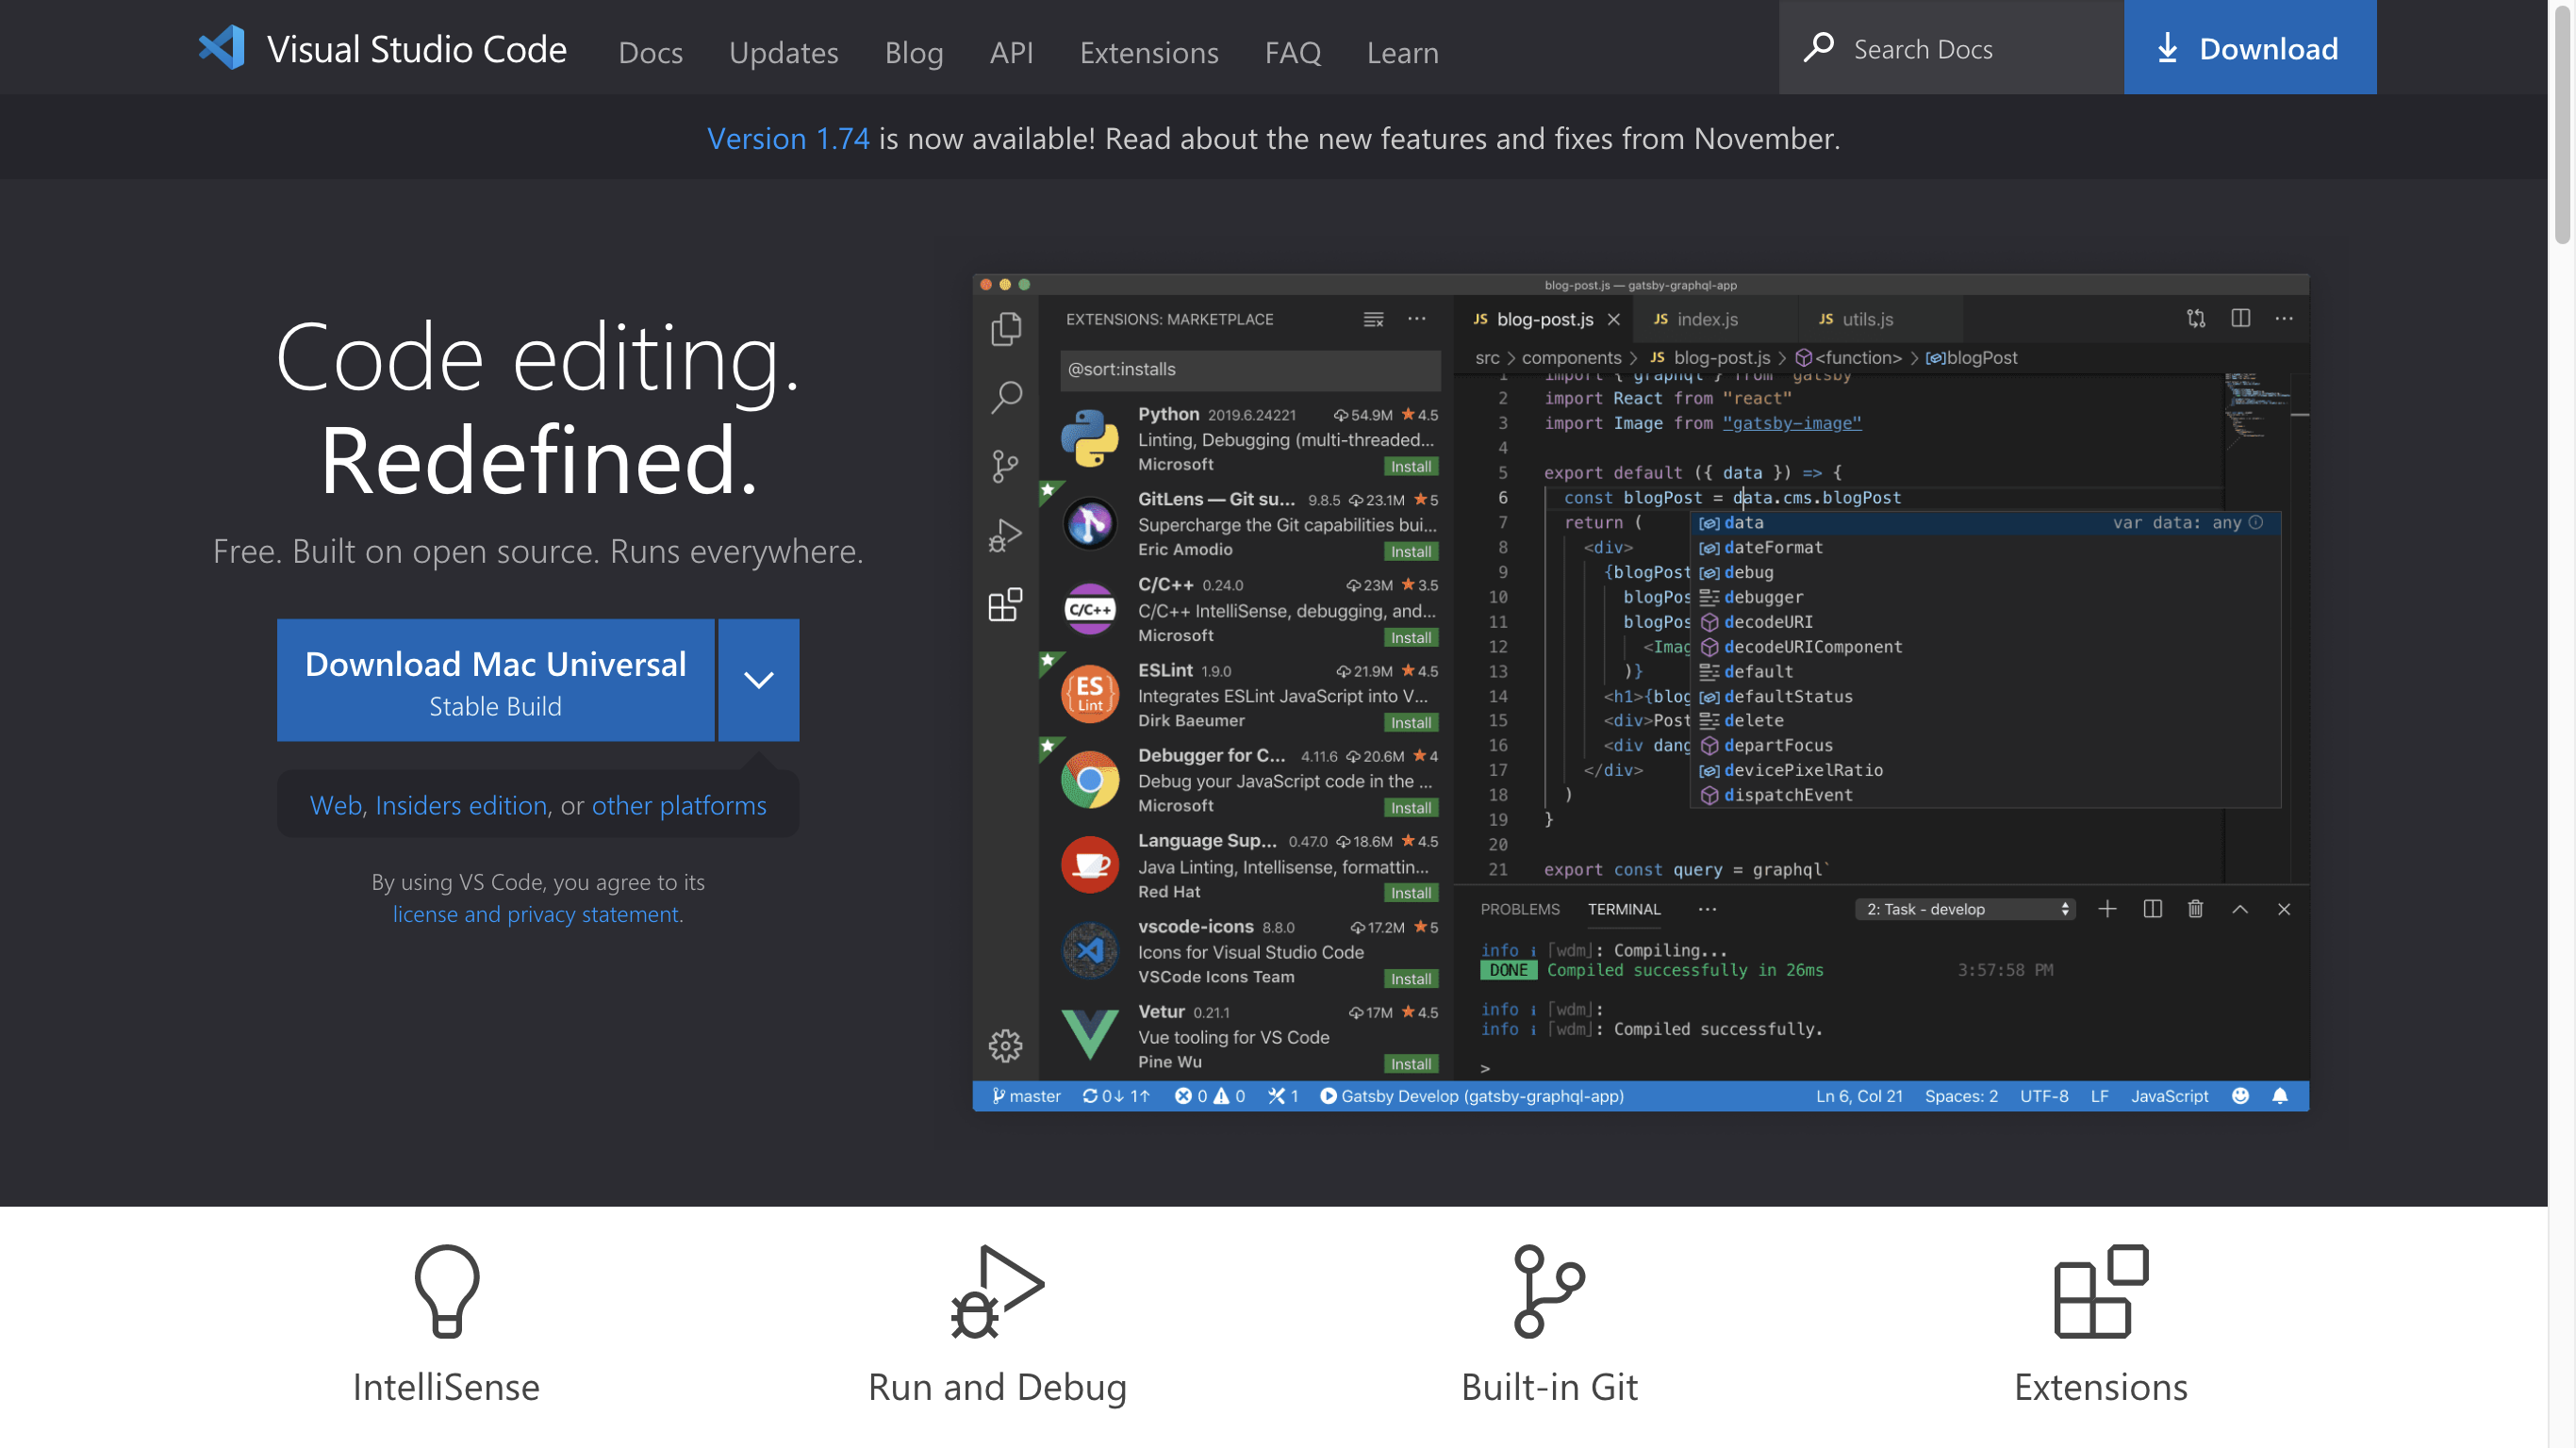 Visual Studio Code Docs Updates Blog API Extensions FAQ Learn Search Docs Download
Version 1.74 is now available! Read about the new features and fixes from November.
Code editing.
Redefined.
Free. Built on open source. Runs everywhere.
Download Mac Universal
Stable Build
Web, Insiders edition, or other platforms
By using VS Code, you agree to its
license and privacy statement.
blog-post.js — gatsby-graphql-app
EXTENSIONS: MARKETPLACE
@sort:installs
Python 2019.6.24221 54.9M 4.5
Linting, Debugging (multi-threaded...
Microsoft Install
GitLens — Git su... 9.8.5 23.1M 5
Supercharge the Git capabilities bui...
Eric Amodio Install
C/C++
C/C++ 0.24.0 23M 3.5
C/C++ IntelliSense, debugging, and...
Microsoft Install
ES
Lint
ESLint 1.9.0 21.9M 4.5
Integrates ESLint JavaScript into V...
Dirk Baeumer Install
Debugger for C... 4.11.6 20.6M 4
Debug your JavaScript code in the ...
Microsoft Install
Language Sup... 0.47.0 18.6M 4.5
Java Linting, Intellisense, formattin...
Red Hat Install
vscode-icons 8.8.0 17.2M 5
Icons for Visual Studio Code
VSCode Icons Team Install
Vetur 0.21.1 17M 4.5
Vue tooling for VS Code
Pine Wu Install
JS blog-post.js JS index.js JS utils.js
src > components > JS blog-post.js > <function> > blogPost
1 import { graphql } from "gatsby"
2 import React from "react"
3 import Image from "gatsby-image"
4
5 export default ({ data }) => {
6 const blogPost = data.cms.blogPost
7 return (
8 <div>
9 {blogPost
10 blogPos
11 blogPos
12 <Imag
13 )}
14 <h1>{blog
15 <div>Post
16 <div dang
17 </div>
18 )
19 }
20
21 export const query = graphql`
data var data: any
dateFormat
debug
debugger
decodeURI
decodeURIComponent
default
defaultStatus
delete
departFocus
devicePixelRatio
dispatchEvent
PROBLEMS TERMINAL ... 2: Task - develop
info i ｢wdm｣: Compiling...
DONE Compiled successfully in 26ms 3:57:58 PM
info i ｢wdm｣:
info i ｢wdm｣: Compiled successfully.
>
master 0↓ 1↑ 0 0 1 Gatsby Develop (gatsby-graphql-app) Ln 6, Col 21 Spaces: 2 UTF-8 LF JavaScript
IntelliSense
Run and Debug
Built-in Git
Extensions